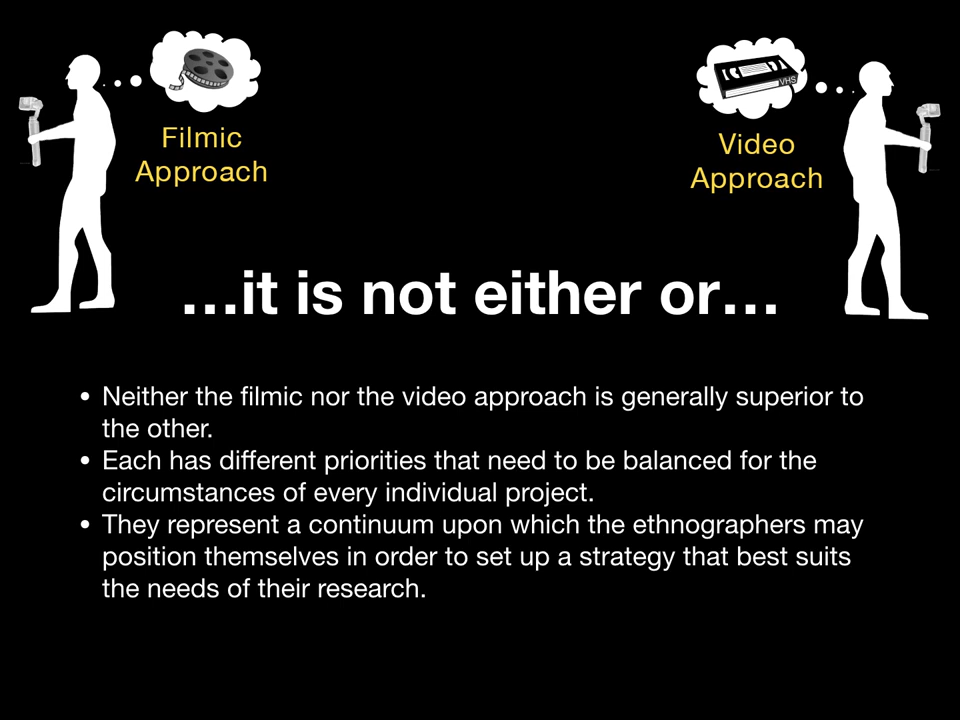 Filmic
Approach
VHS
Video
Approach
...it is not either or...
• Neither the filmic nor the video approach is generally superior to
the other.
• Each has different priorities that need to be balanced for the
circumstances of every individual project.
• They represent a continuum upon which the ethnographers may
position themselves in order to set up a strategy that best suits
the needs of their research.